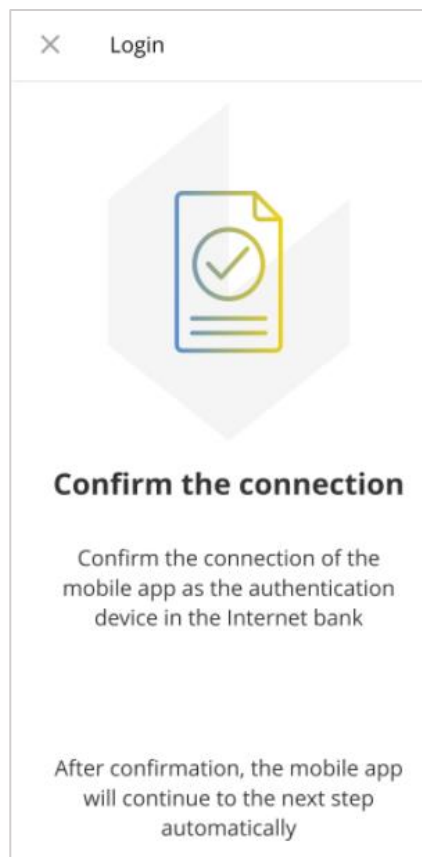 Login
Confirm the connection
Confirm the connection of the
mobile app as the authentication
device in the Internet bank
After confirmation, the mobile app
will continue to the next step
automatically